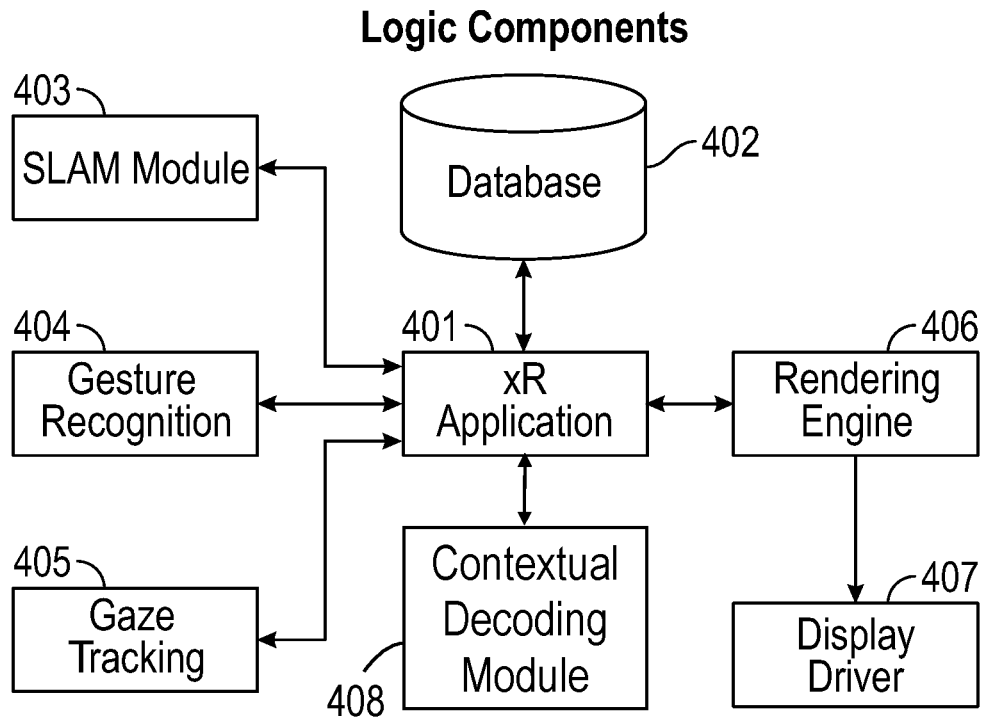 Logic Components
403
SLAM Module
402
Database
404
Gesture
Recognition
401
xR
Application
406
Rendering
Engine
405
Gaze
Tracking
408
Contextual
Decoding
Module
407
Display
Driver